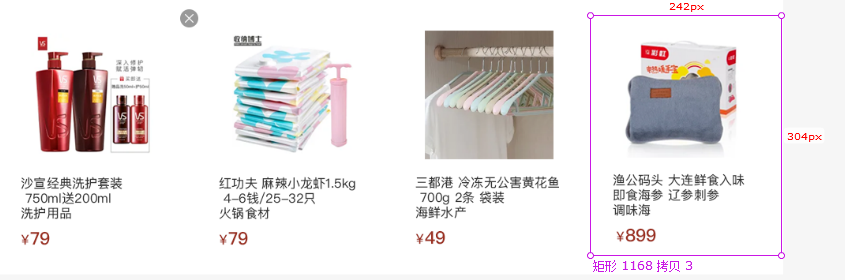 242px
收纳博士
VS
深入修护
赋活弹韧
彩虹
304px
沙宣经典洗护套装
750ml送200ml
洗护用品
¥79
红功夫 麻辣小龙虾1.5kg
4-6钱/25-32只
火锅食材
¥79
三都港 冷冻无公害黄花鱼
700g 2条 袋装
海鲜水产
¥49
渔公码头 大连鲜食入味
即食海参 辽参刺参
调味海
¥899
矩形 1168 拷贝 3